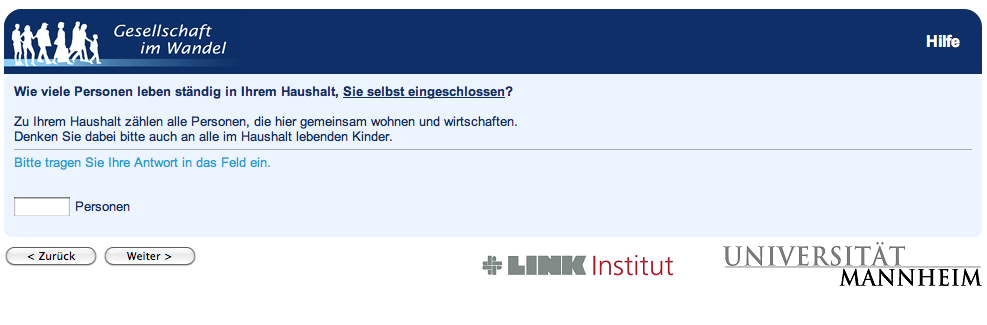 Gesellschaft
im Wandel
Hilfe
Wie viele Personen leben ständig in Ihrem Haushalt, Sie selbst eingeschlossen?
Zu Ihrem Haushalt zählen alle Personen, die hier gemeinsam wohnen und wirtschaften.
Denken Sie dabei bitte auch an alle im Haushalt lebenden Kinder.
Bitte tragen Sie Ihre Antwort in das Feld ein.
Personen
< Zurück
Weiter >
LINK Institut
UNIVERSITÄT
MANNHEIM